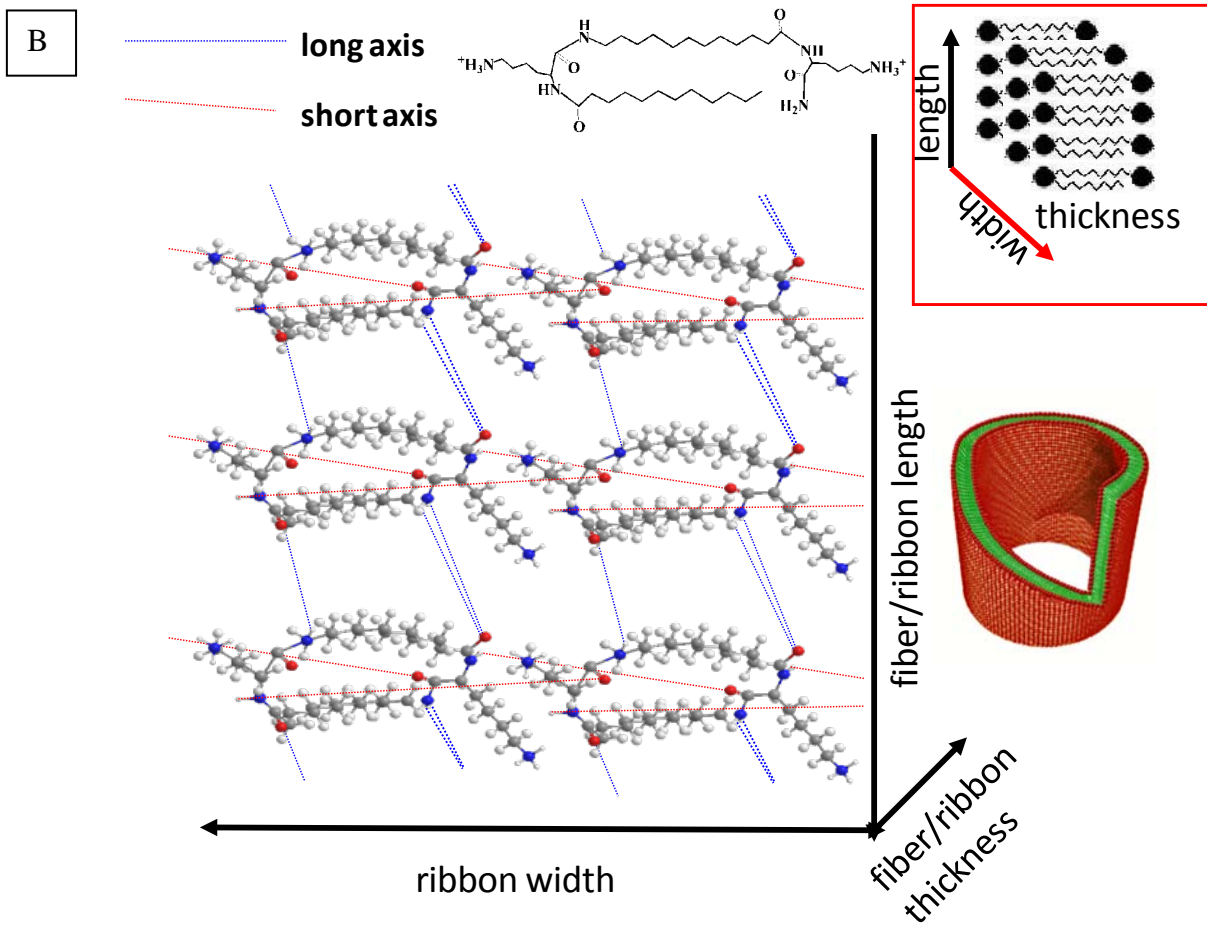 B
long axis
short axis
H
N
O
+H3N
O
HN
O
O
N
H
O
NH3+
H2N
length
width
thickness
fiber/ribbon length
fiber/ribbon
thickness
ribbon width